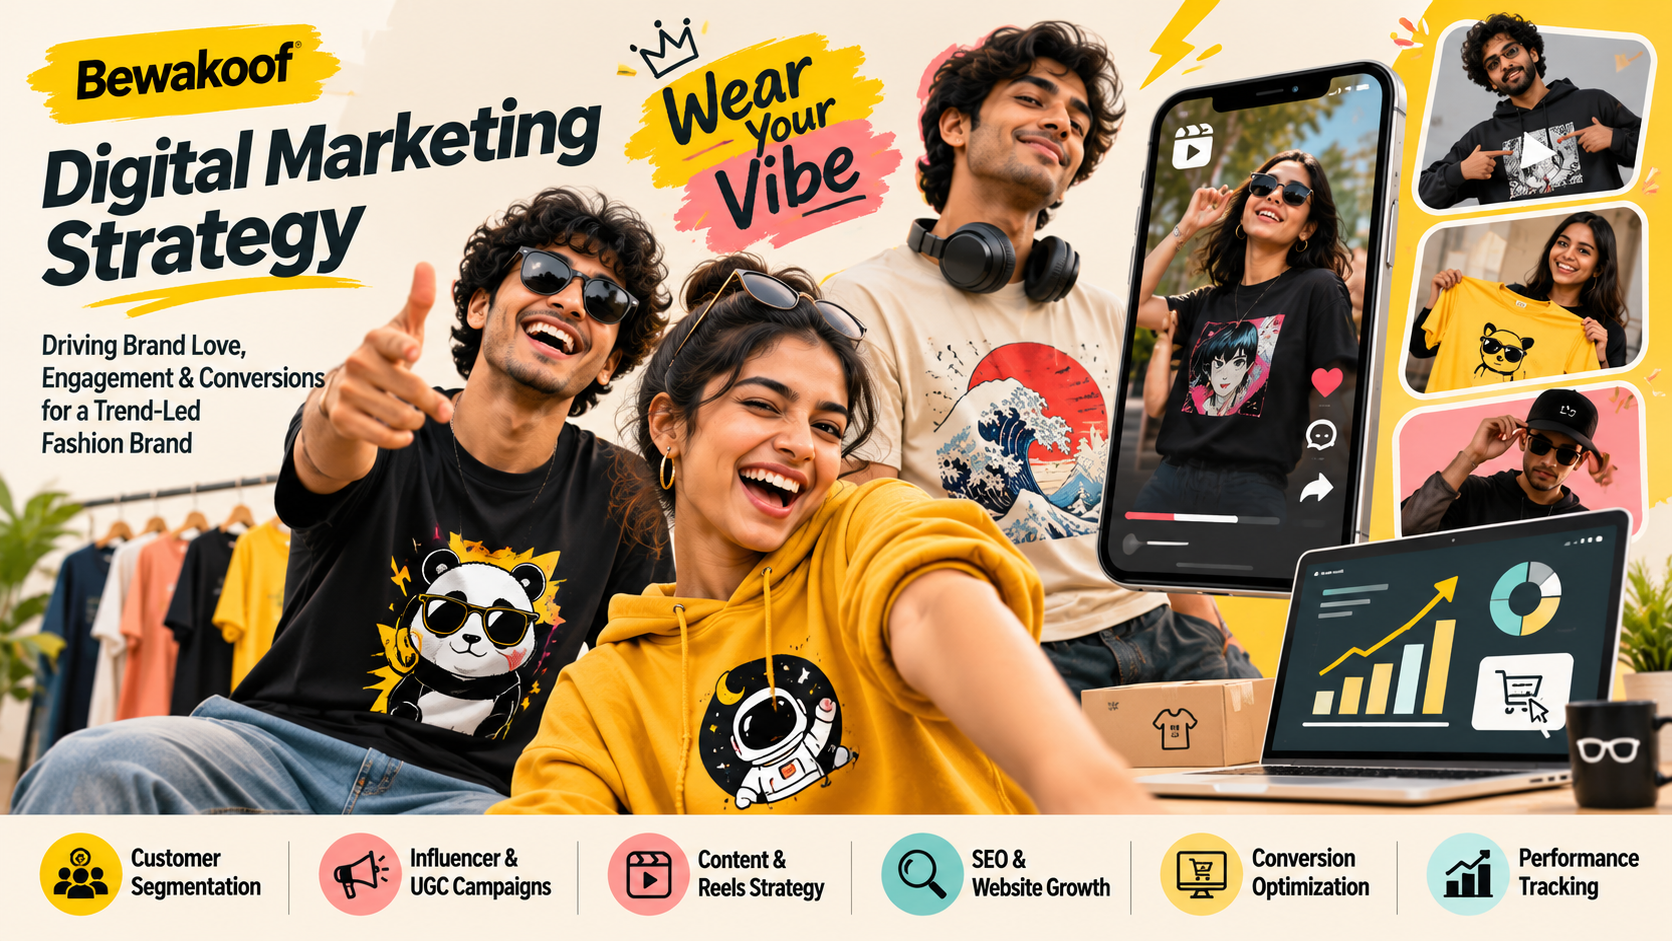 Bewakoof®
Digital Marketing
Strategy
Driving Brand Love,
Engagement & Conversions
for a Trend-Led
Fashion Brand
Wear
Your
Vibe
Customer
Segmentation
Influencer &
UGC Campaigns
Content &
Reels Strategy
SEO &
Website Growth
Conversion
Optimization
Performance
Tracking